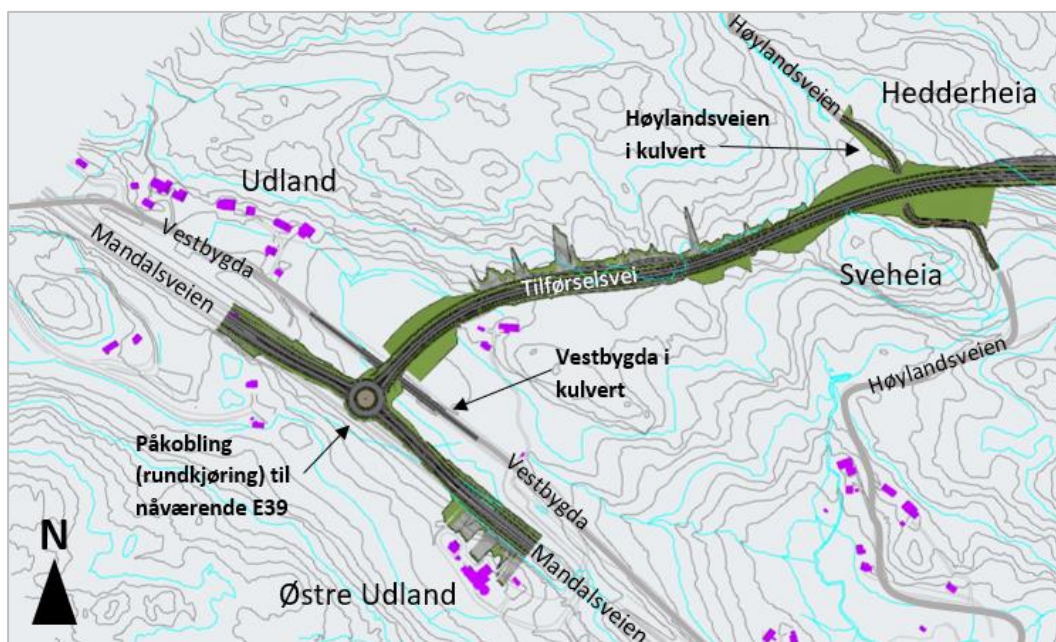 Høylandsveien
Hedderheia
Høylandsveien
i kulvert
Udland
Vestbygda
Mandalsveien
Tilførselsvei
Sveheia
Høylandsveien
Vestbygda i
kulvert
Påkobling
(rundkjøring) til
nåværende E39
Vestbygda
N
Østre Udland
Mandalsveien